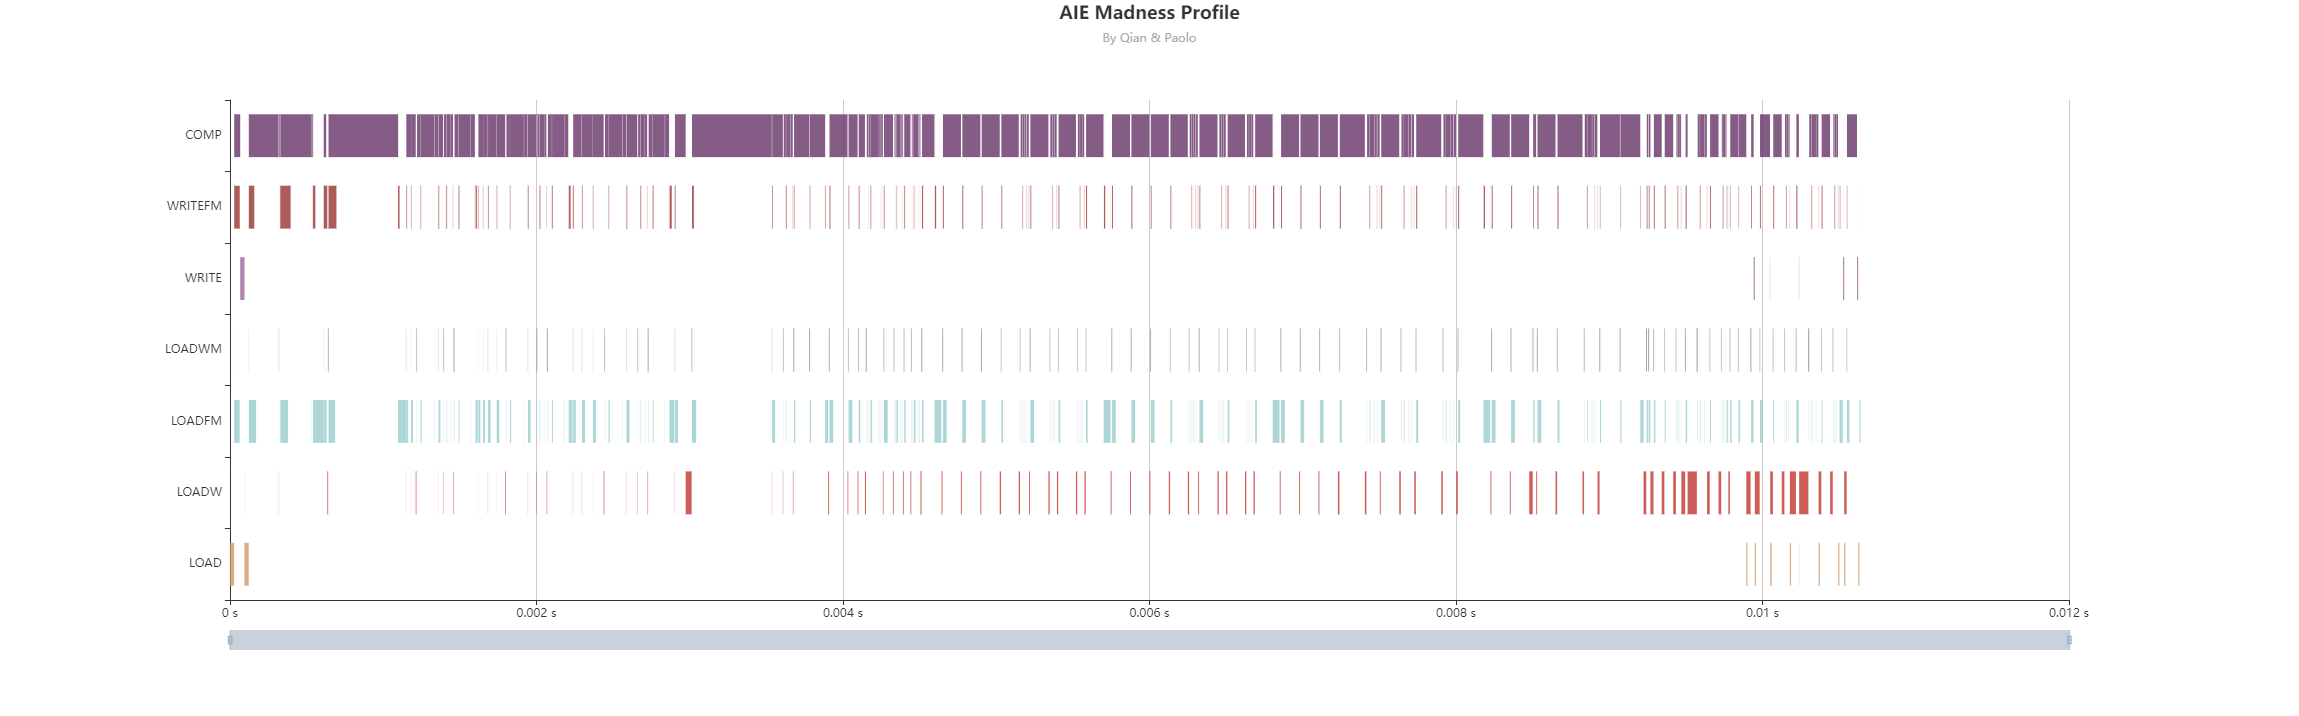 AIE Madness Profile
By Qian & Paolo
COMP
WRITEFM
WRITE
LOADWM
LOADFM
LOADW
LOAD
0 s 0.002 s 0.004 s 0.006 s 0.008 s 0.01 s 0.012 s